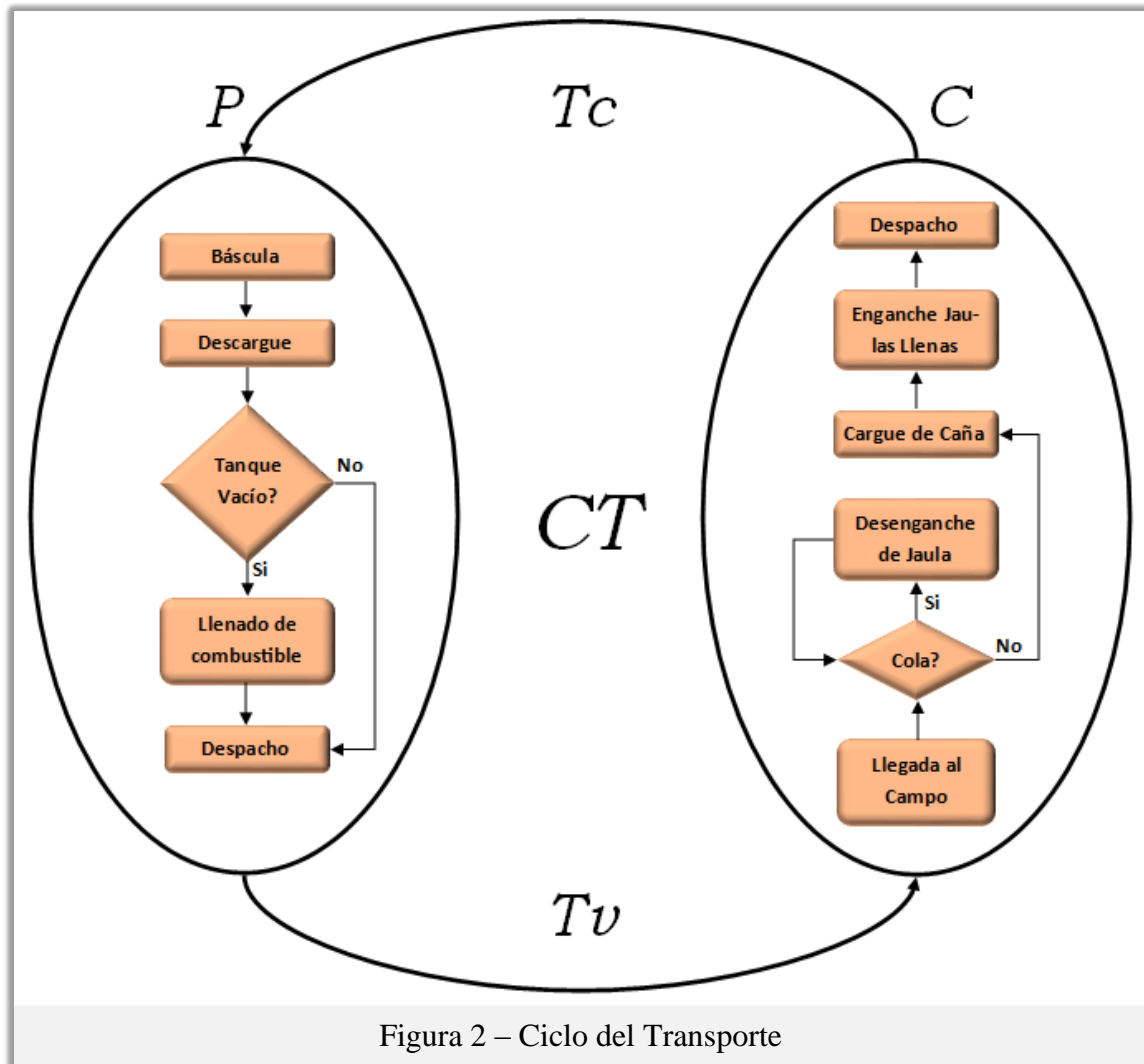 P
Tc
C
Báscula
Descargue
Tanque
Vacío?
No
Si
Llenado de
combustible
Despacho
CT
Despacho
Enganche Jau-
las Llenas
Cargue de Caña
Desenganche
de Jaula
Si
Cola?
No
Llegada al
Campo
Tv
Figura 2 – Ciclo del Transporte